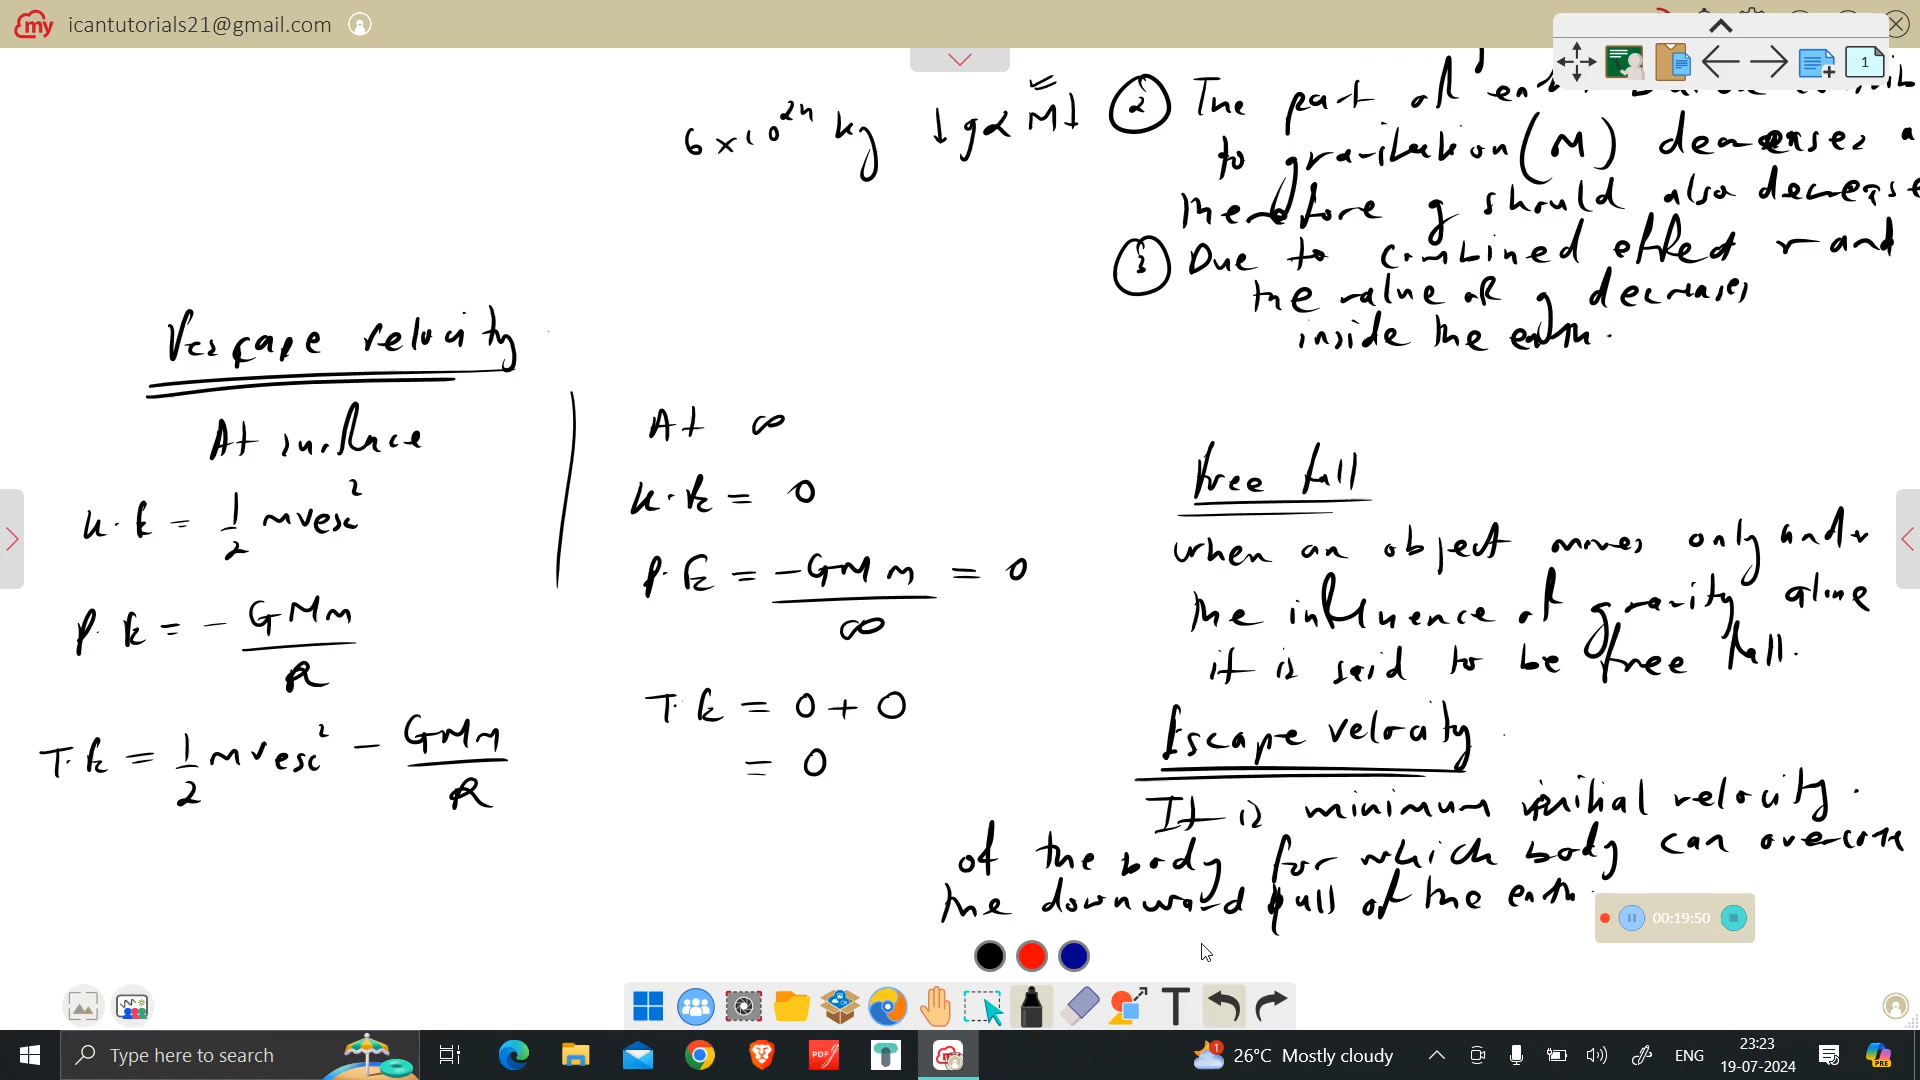 my icantutorials21@gmail.com
1
6 × 10^24 kg ↓ g α M ↓
② The part of
to gravitation (M) decreases
therefore g should also decrease
③ Due to combined effect r and
the value of g decreases
inside the earth.
Vescape velocity
At surface
K.E = 1/2 mvesc²
P.E = - GMm/R
T.E = 1/2 mvesc² - GMm/R
At ∞
K.E = 0
P.E = -GMm/∞ = 0
T.E = 0 + 0
= 0
free fall
when an object moves only under
the influence of gravity alone
it is said to be free fall.
Escape velocity
It is minimum initial velocity.
of the body for which body can overcome
the downward pull of the earth.
00:19:50
Type here to search
26°C Mostly cloudy
ENG
23:23
19-07-2024